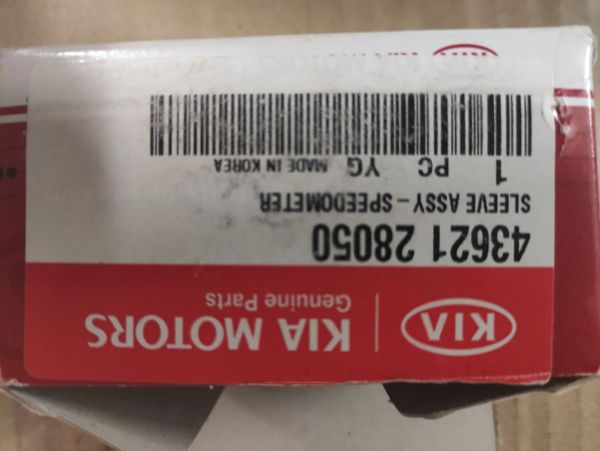 KIA
KIA MOTORS
Genuine Parts
43621 28050
SLEEVE ASSY - SPEEDOMETER
1 PC YG MADE IN KOREA